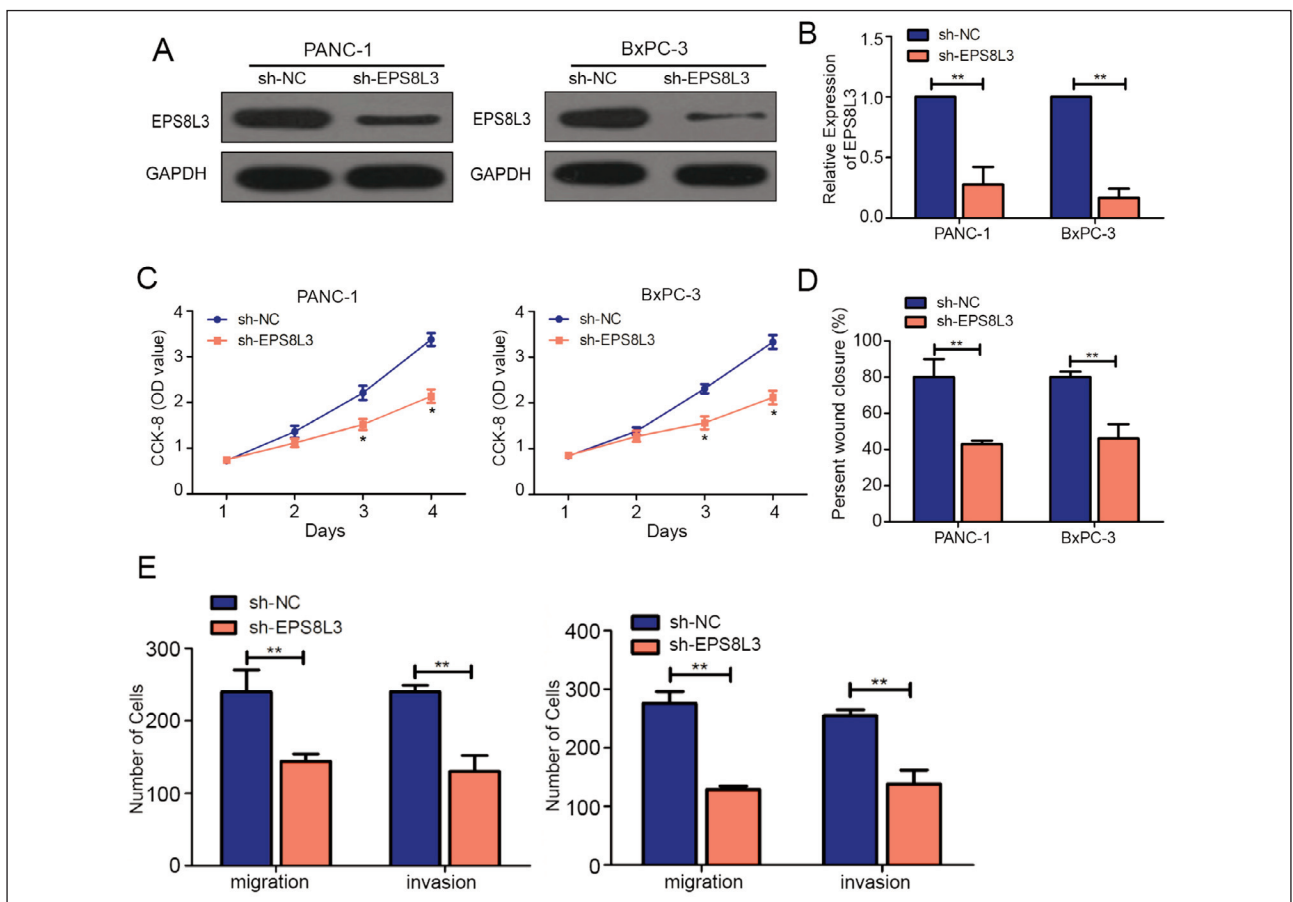 A
PANC-1
sh-NC sh-EPS8L3
EPS8L3
GAPDH
BxPC-3
sh-NC sh-EPS8L3
EPS8L3
GAPDH
B
sh-NC
sh-EPS8L3
Relative Expression
of EPS8L3
1.5
1.0
0.5
0.0
**
**
PANC-1 BxPC-3
C
PANC-1
sh-NC
sh-EPS8L3
CCK-8 (OD value)
4
3
2
1
0
*
*
1 2 3 4
Days
BxPC-3
sh-NC
sh-EPS8L3
CCK-8 (OD value)
4
3
2
1
0
*
*
1 2 3 4
Days
D
sh-NC
sh-EPS8L3
Persent wound closure (%)
80
60
40
20
0
**
**
PANC-1 BxPC-3
E
sh-NC
sh-EPS8L3
Number of Cells
300
200
100
0
**
**
migration invasion
sh-NC
sh-EPS8L3
Number of Cells
400
300
200
100
0
**
**
migration invasion